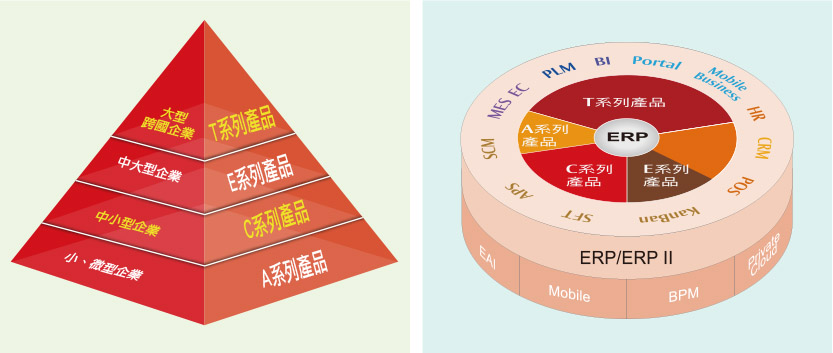 大型
跨國企業
T系列產品
中大型企業
E系列產品
中小型企業
C系列產品
小、微型企業
A系列產品
PLM
BI
Portal
Mobile
Business
HR
CRM
POS
KanBan
SFT
APS
SCM
MES
EC
T系列產品
A系列
產品
ERP
C系列
產品
E系列
產品
ERP/ERP II
EAI
Mobile
BPM
Private
Cloud